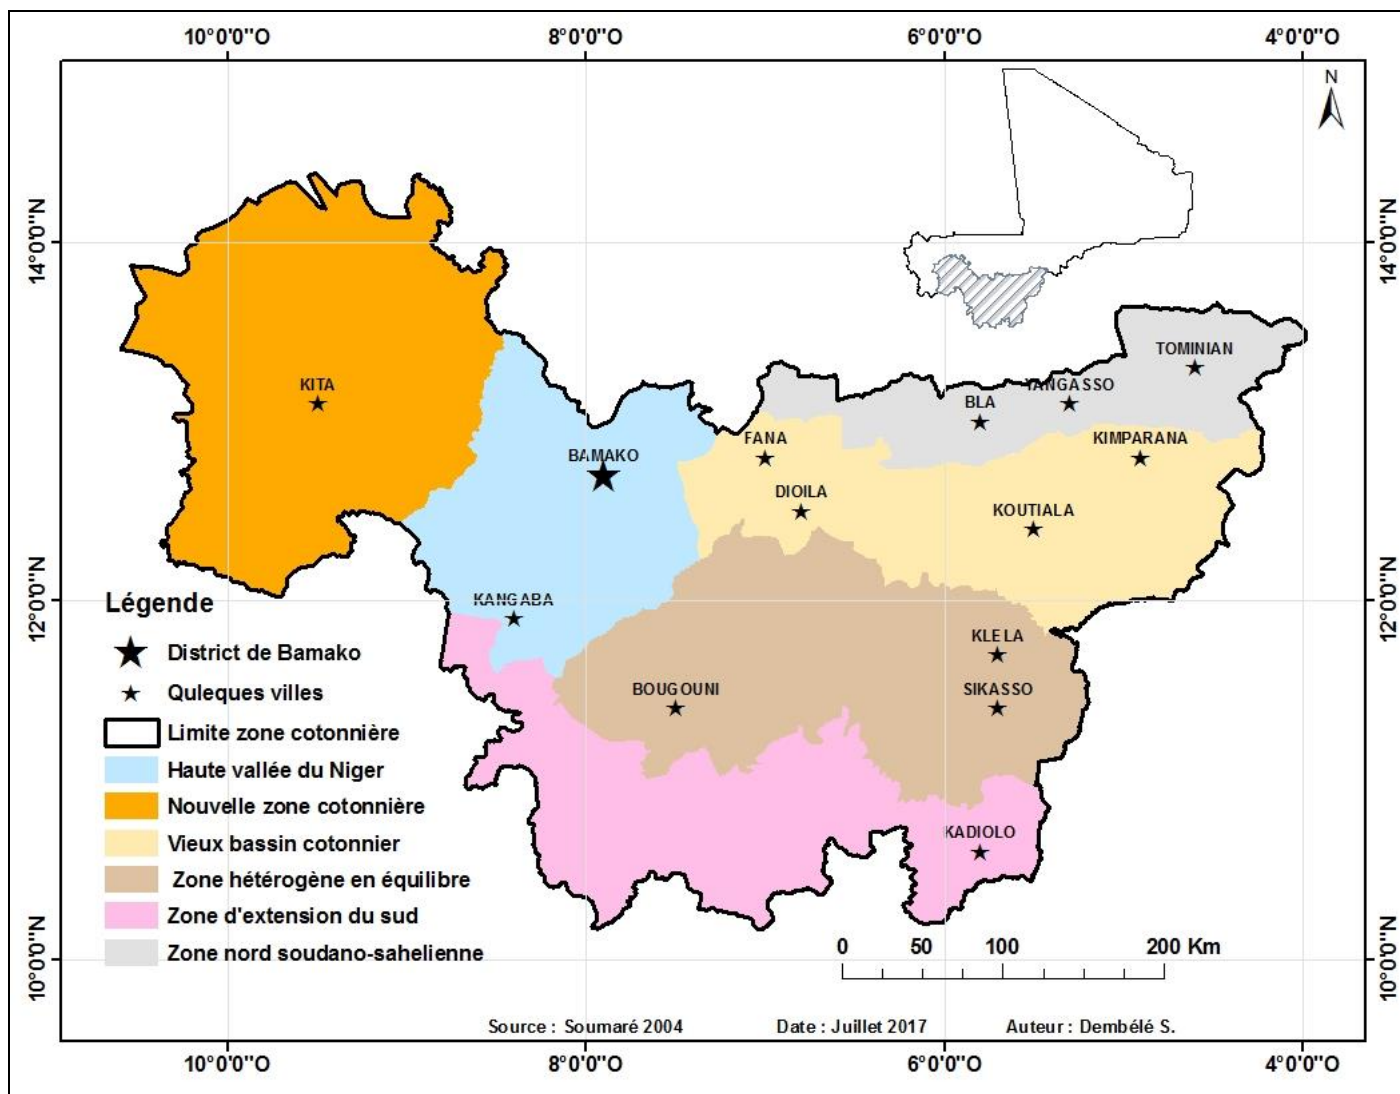 10°0'0"O 8°0'0"O 6°0'0"O 4°0'0"O
N
14°0'0"N 14°0'0"N
TOMINIAN
KITA
YANGASSO
BLA
FANA
KIMPARANA
BAMAKO
DIOILA
KOUTIALA
12°0'0"N 12°0'0"N
KANGABA
KLELA
BOUGOUNI
SIKASSO
KADIOLO
Légende
District de Bamako
Quleques villes
Limite zone cotonnière
Haute vallée du Niger
Nouvelle zone cotonnière
Vieux bassin cotonnier
Zone hétérogène en équilibre
Zone d'extension du sud
Zone nord soudano-sahelienne
0 50 100 200 Km
10°0'0"N 10°0'0"N
Source : Soumaré 2004 Date : Juillet 2017 Auteur : Dembélé S.
10°0'0"O 8°0'0"O 6°0'0"O 4°0'0"O